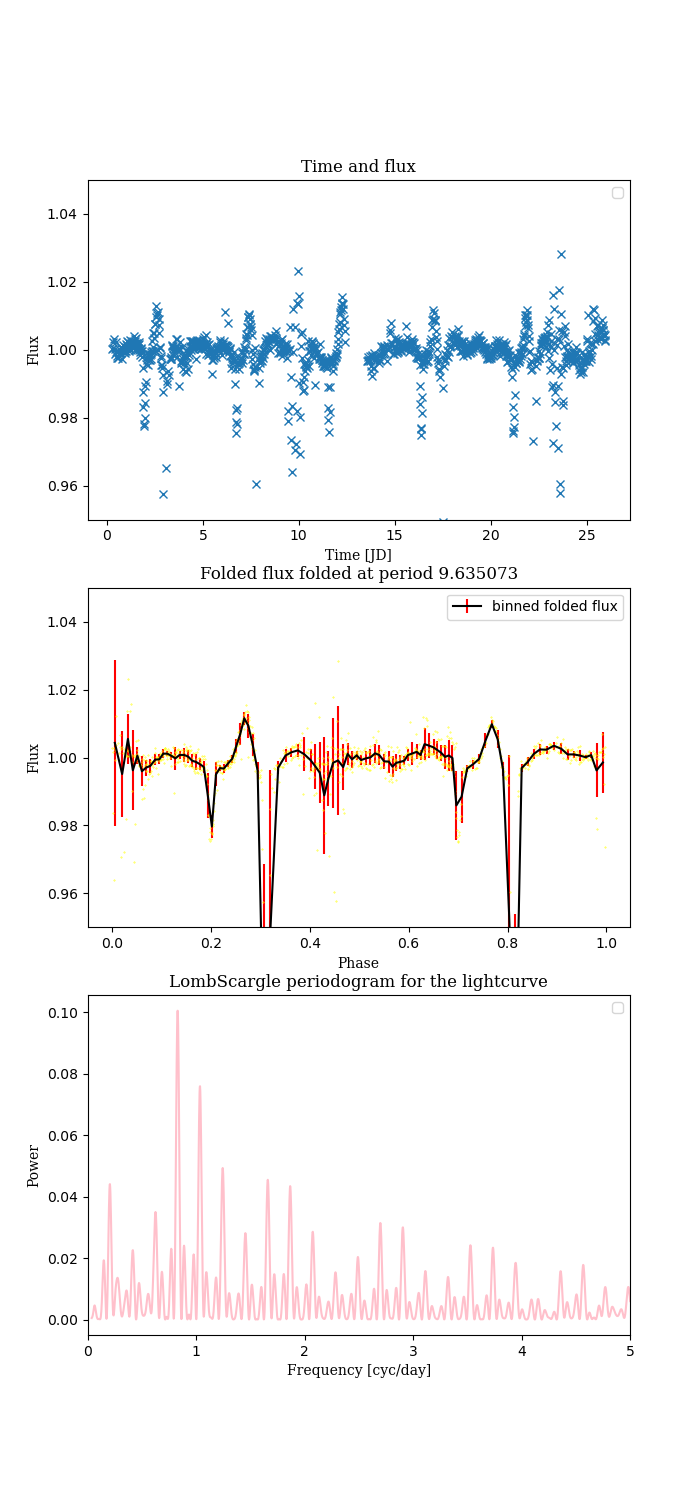 Time and flux
1.04
1.02
1.00
0.98
0.96
Flux
0 5 10 15 20 25
Time [JD]
Folded flux folded at period 9.635073
binned folded flux
1.04
1.02
1.00
0.98
0.96
Flux
0.0 0.2 0.4 0.6 0.8 1.0
Phase
LombScargle periodogram for the lightcurve
0.10
0.08
0.06
0.04
0.02
0.00
Power
0 1 2 3 4 5
Frequency [cyc/day]